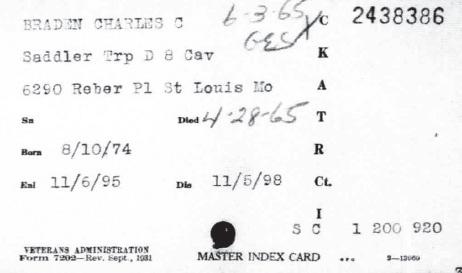 BRADEN CHARLES C 6-3-65 C 2438386
Saddler Trp D 8 Cav K
6290 Reber Pl St Louis Mo A
Sn Died 4-28-65 T
Born 8/10/74 R
Enl 11/6/95 Dis 11/5/98 Ct.
I
S C 1 200 920
VETERANS ADMINISTRATION
Form 7202—Rev. Sept., 1931 MASTER INDEX CARD